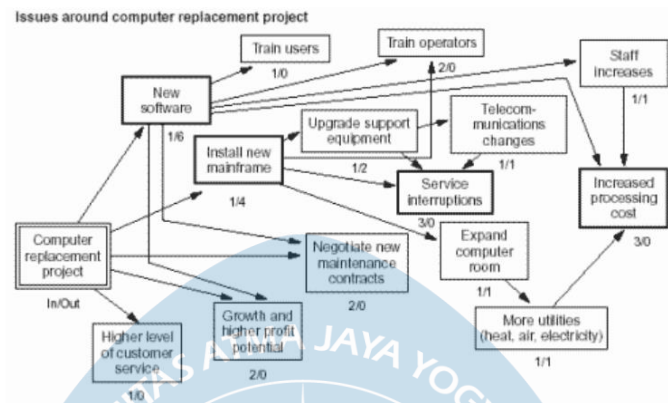 Issues around computer replacement project
Train users
1/0
Train operators
2/0
Staff
increases
1/1
New
software
1/6
Upgrade support
equipment
1/2
Telecom-
munications
changes
1/1
Install new
mainframe
1/4
Service
interruptions
3/0
Increased
processing
cost
3/0
Computer
replacement
project
In/Out
Negotiate new
maintenance
contracts
2/0
Expand
computer
room
1/1
Higher level
of customer
service
1/0
Growth and
higher profit
potential
2/0
More utilities
(heat, air, electricity)
1/1
ITAS ATMA JAYA YOG